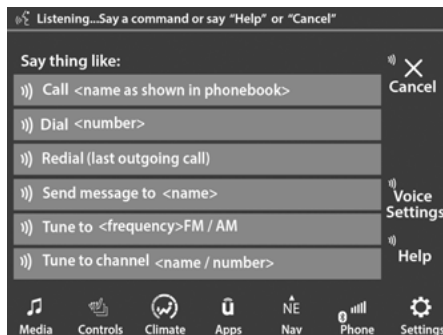 Listening...Say a command or say “Help” or “Cancel”
Say thing like:
Call <name as shown in phonebook>
Dial <number>
Redial (last outgoing call)
Send message to <name>
Tune to <frequency>FM / AM
Tune to channel <name / number>
Cancel
Voice
Settings
Help
û
NE
Media Controls Climate Apps Nav Phone Settings